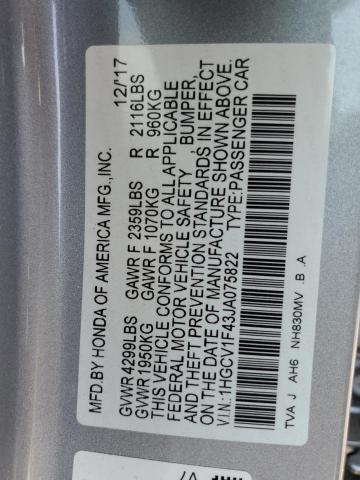 MFD.BY HONDA OF AMERICA MFG.,INC. 12/17
GVWR 4299LBS GAWR F 2359LBS R 2116LBS
GVWR 1950KG GAWR F 1070KG R 960KG
THIS VEHICLE CONFORMS TO ALL APPLICABLE
FEDERAL MOTOR VEHICLE SAFETY , BUMPER,
AND THEFT PREVENTION STANDARDS IN EFFECT
ON THE DATE OF MANUFACTURE SHOWN ABOVE.
V.I.N.:1HGCV1F43JA075822 TYPE:PASSENGER CAR
TVA J AH6 NH830MV .B .A